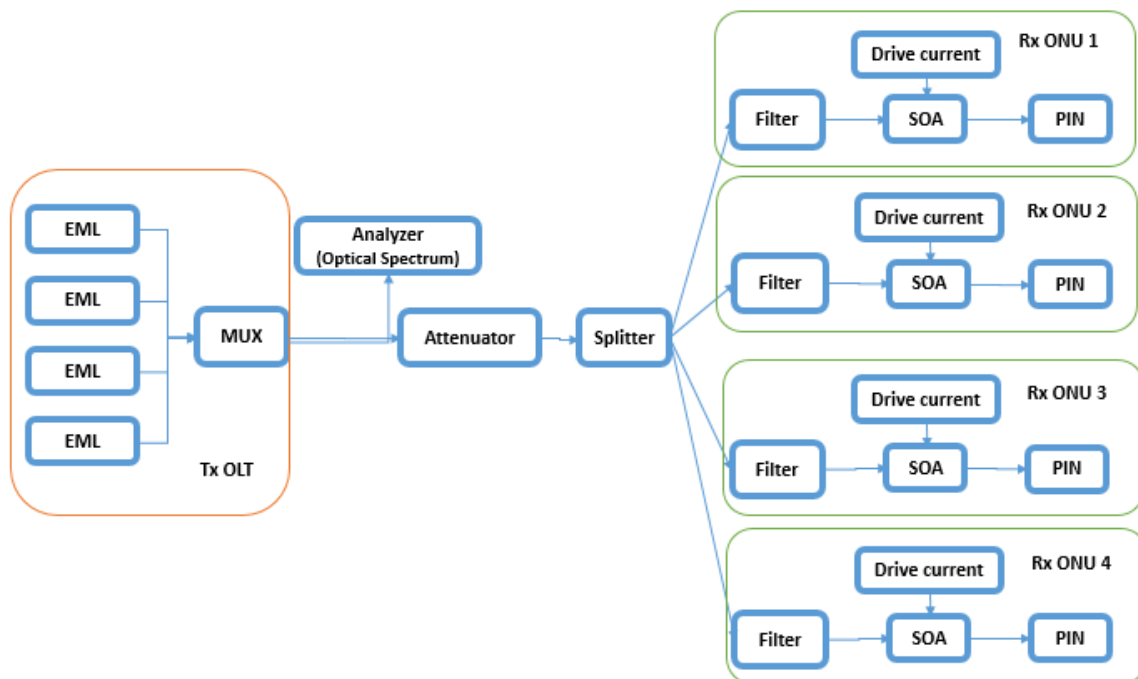 EML
EML
EML
EML
MUX
Tx OLT
Analyzer
(Optical Spectrum)
Attenuator
Splitter
Rx ONU 1
Drive current
Filter
SOA
PIN
Rx ONU 2
Drive current
Filter
SOA
PIN
Rx ONU 3
Drive current
Filter
SOA
PIN
Rx ONU 4
Drive current
Filter
SOA
PIN